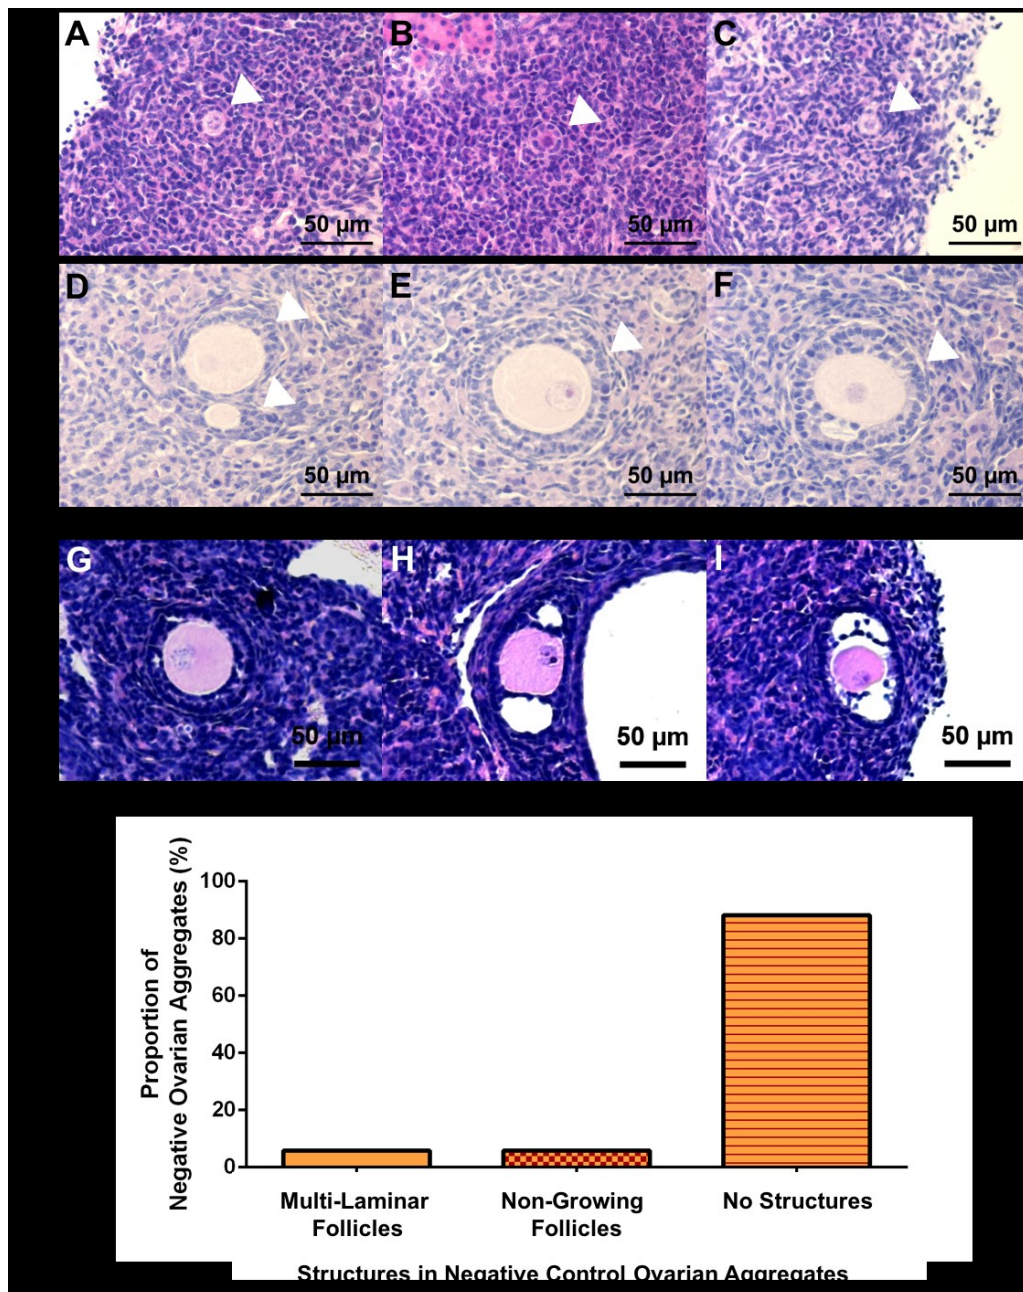 A B C
50 µm 50 µm 50 µm
D E F
50 µm 50 µm 50 µm
G H I
50 µm 50 µm 50 µm
Proportion of
Negative Ovarian Aggregates (%)
100
80
60
40
20
0
Multi-Laminar
Follicles
Non-Growing
Follicles
No Structures
Structures in Negative Control Ovarian Aggregates